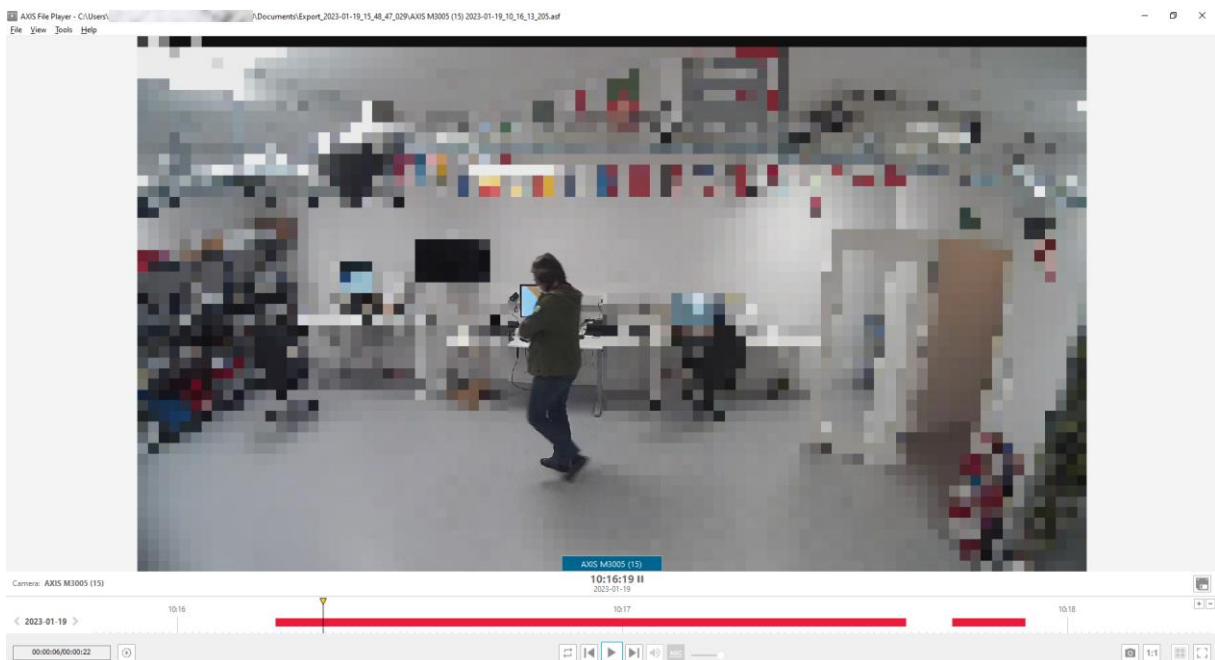 AXIS File Player - C:\Users\ \Documents\Export_2023-01-19_15_48_47_029\AXIS M3005 (15) 2023-01-19_10_16_13_205.asf
File View Tools Help
AXIS M3005 (15)
Camera: AXIS M3005 (15)
10:16:19
2023-01-19
10:16
10:17
10:18
2023-01-19
00:00:06/00:00:22
1:1